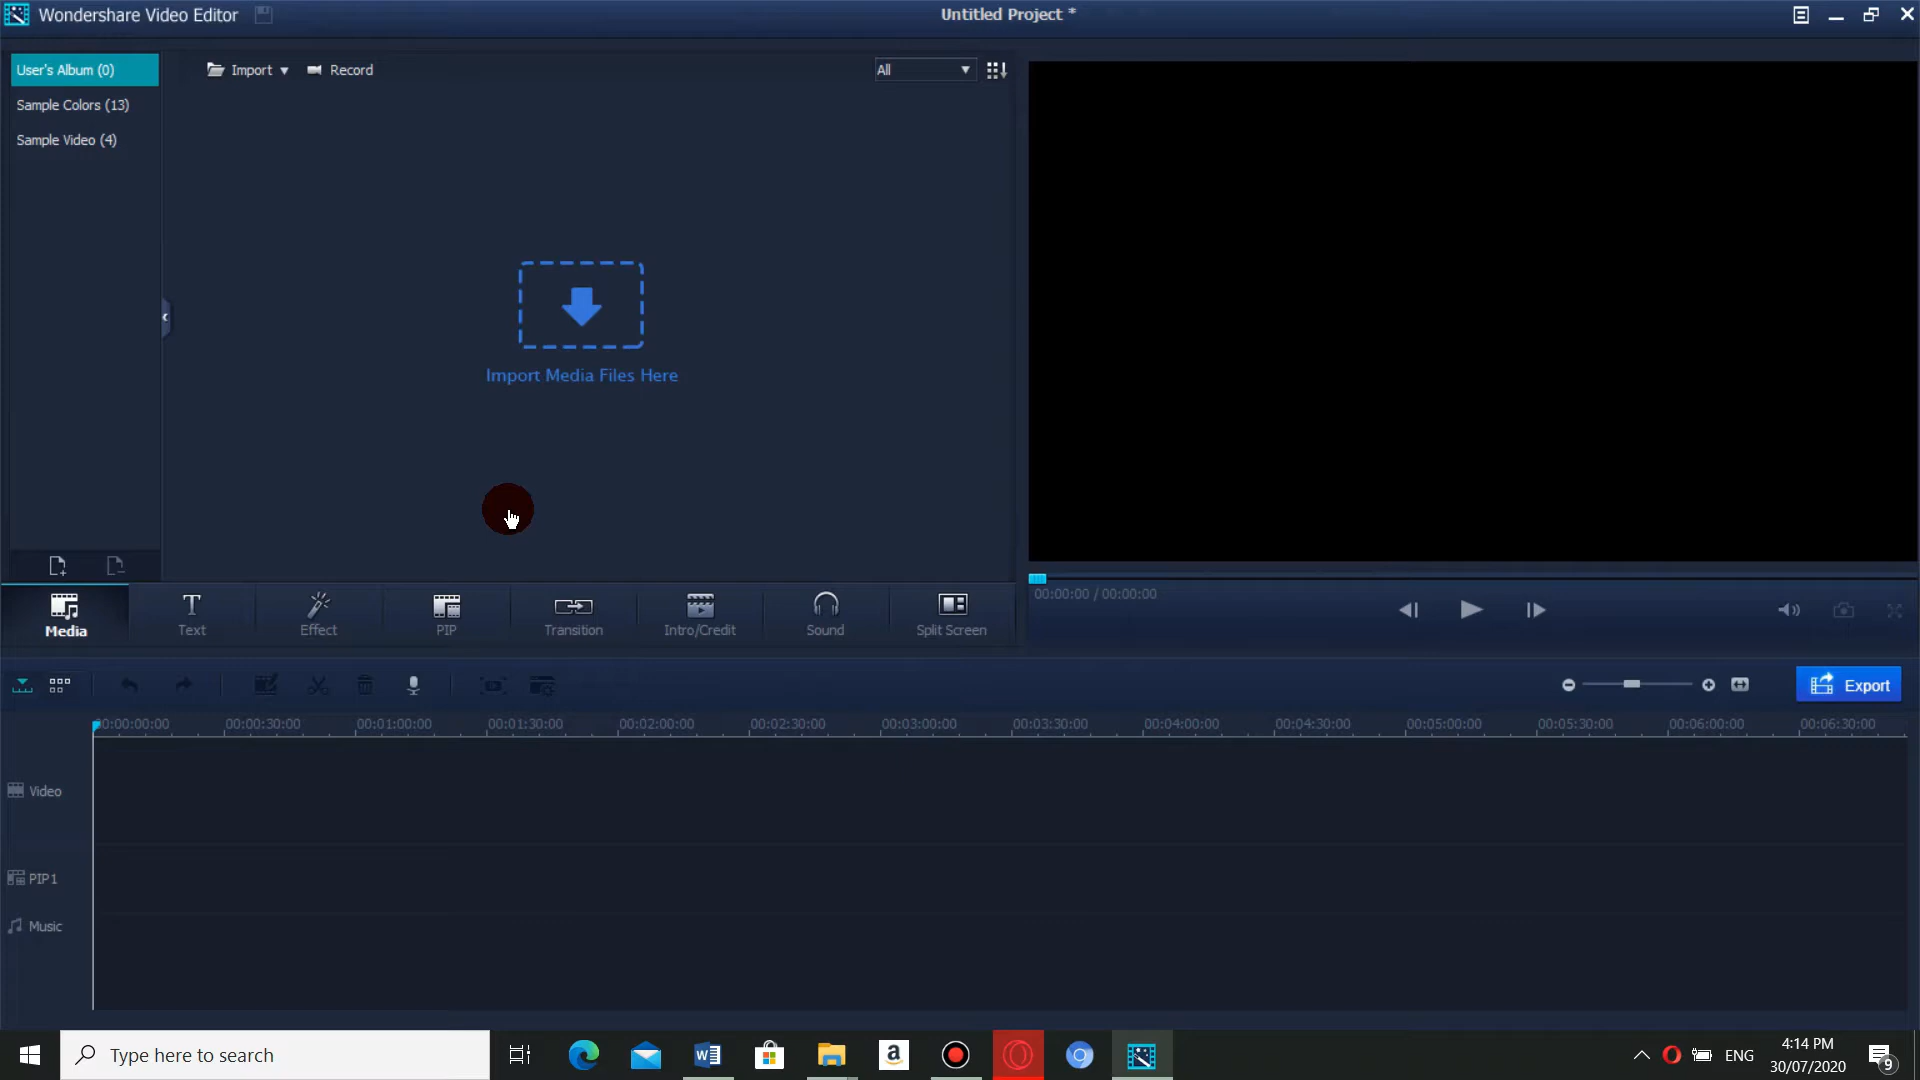 Wondershare Video Editor
Untitled Project *
User's Album (0)
Import
Record
All
Sample Colors (13)
Sample Video (4)
Import Media Files Here
Media
Text
Effect
PIP
Transition
Intro/Credit
Sound
Split Screen
00:00:00 / 00:00:00
Export
00:00:00:00
00:00:30:00
00:01:00:00
00:01:30:00
00:02:00:00
00:02:30:00
00:03:00:00
00:03:30:00
00:04:00:00
00:04:30:00
00:05:00:00
00:05:30:00
00:06:00:00
00:06:30:00
Video
PIP1
Music
Type here to search
W
a
ENG
4:14 PM
30/07/2020
9